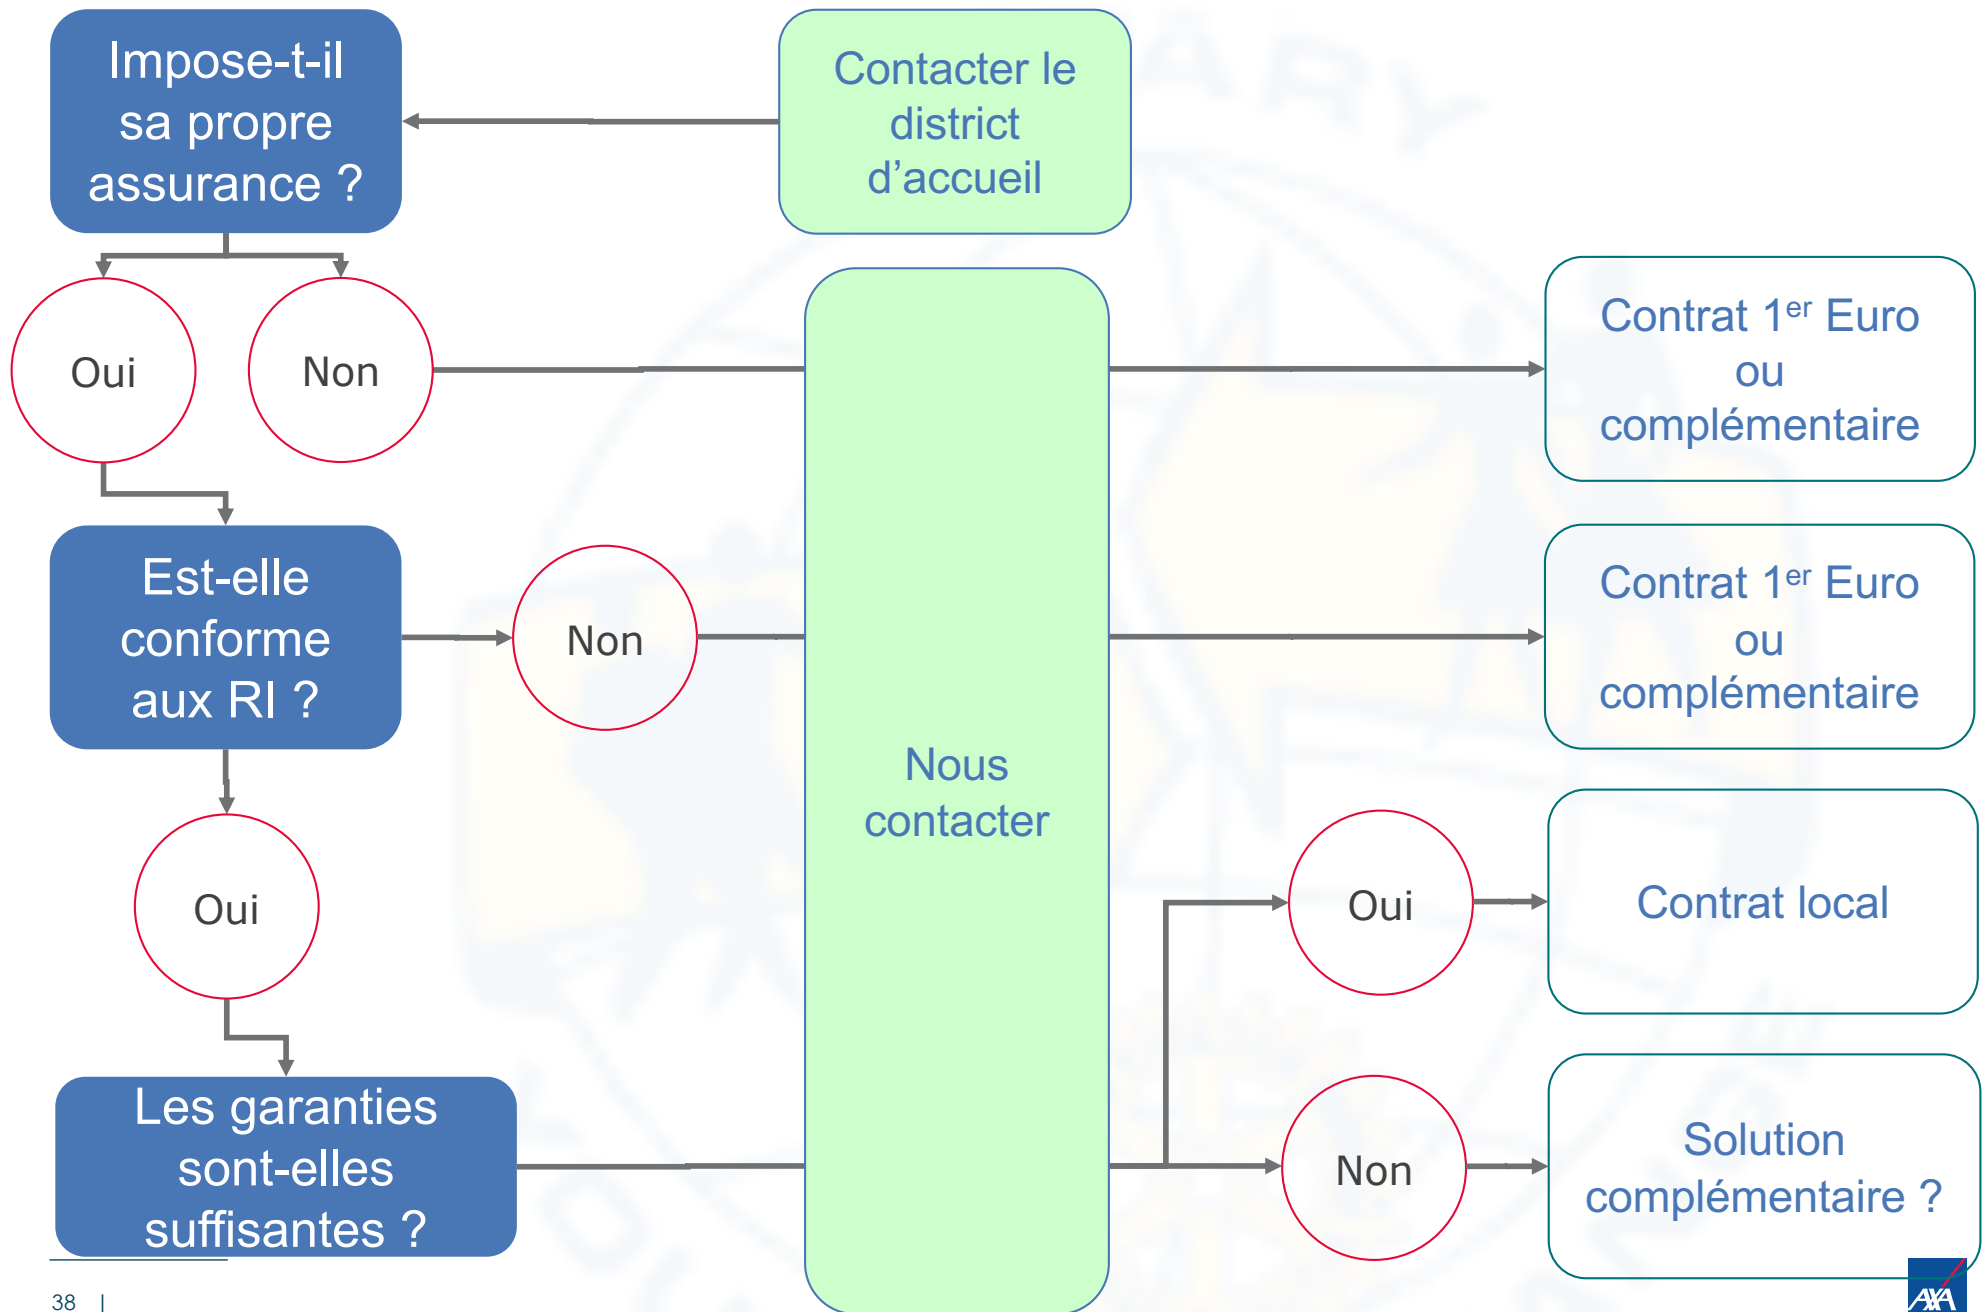 Impose-t-il
sa propre
assurance ?
Contacter le
district
d’accueil
Oui
Non
Contrat 1er Euro
ou
complémentaire
Est-elle
conforme
aux RI ?
Non
Nous
contacter
Contrat 1er Euro
ou
complémentaire
Oui
Oui
Contrat local
Les garanties
sont-elles
suffisantes ?
Non
Solution
complémentaire ?
38 |
AXA